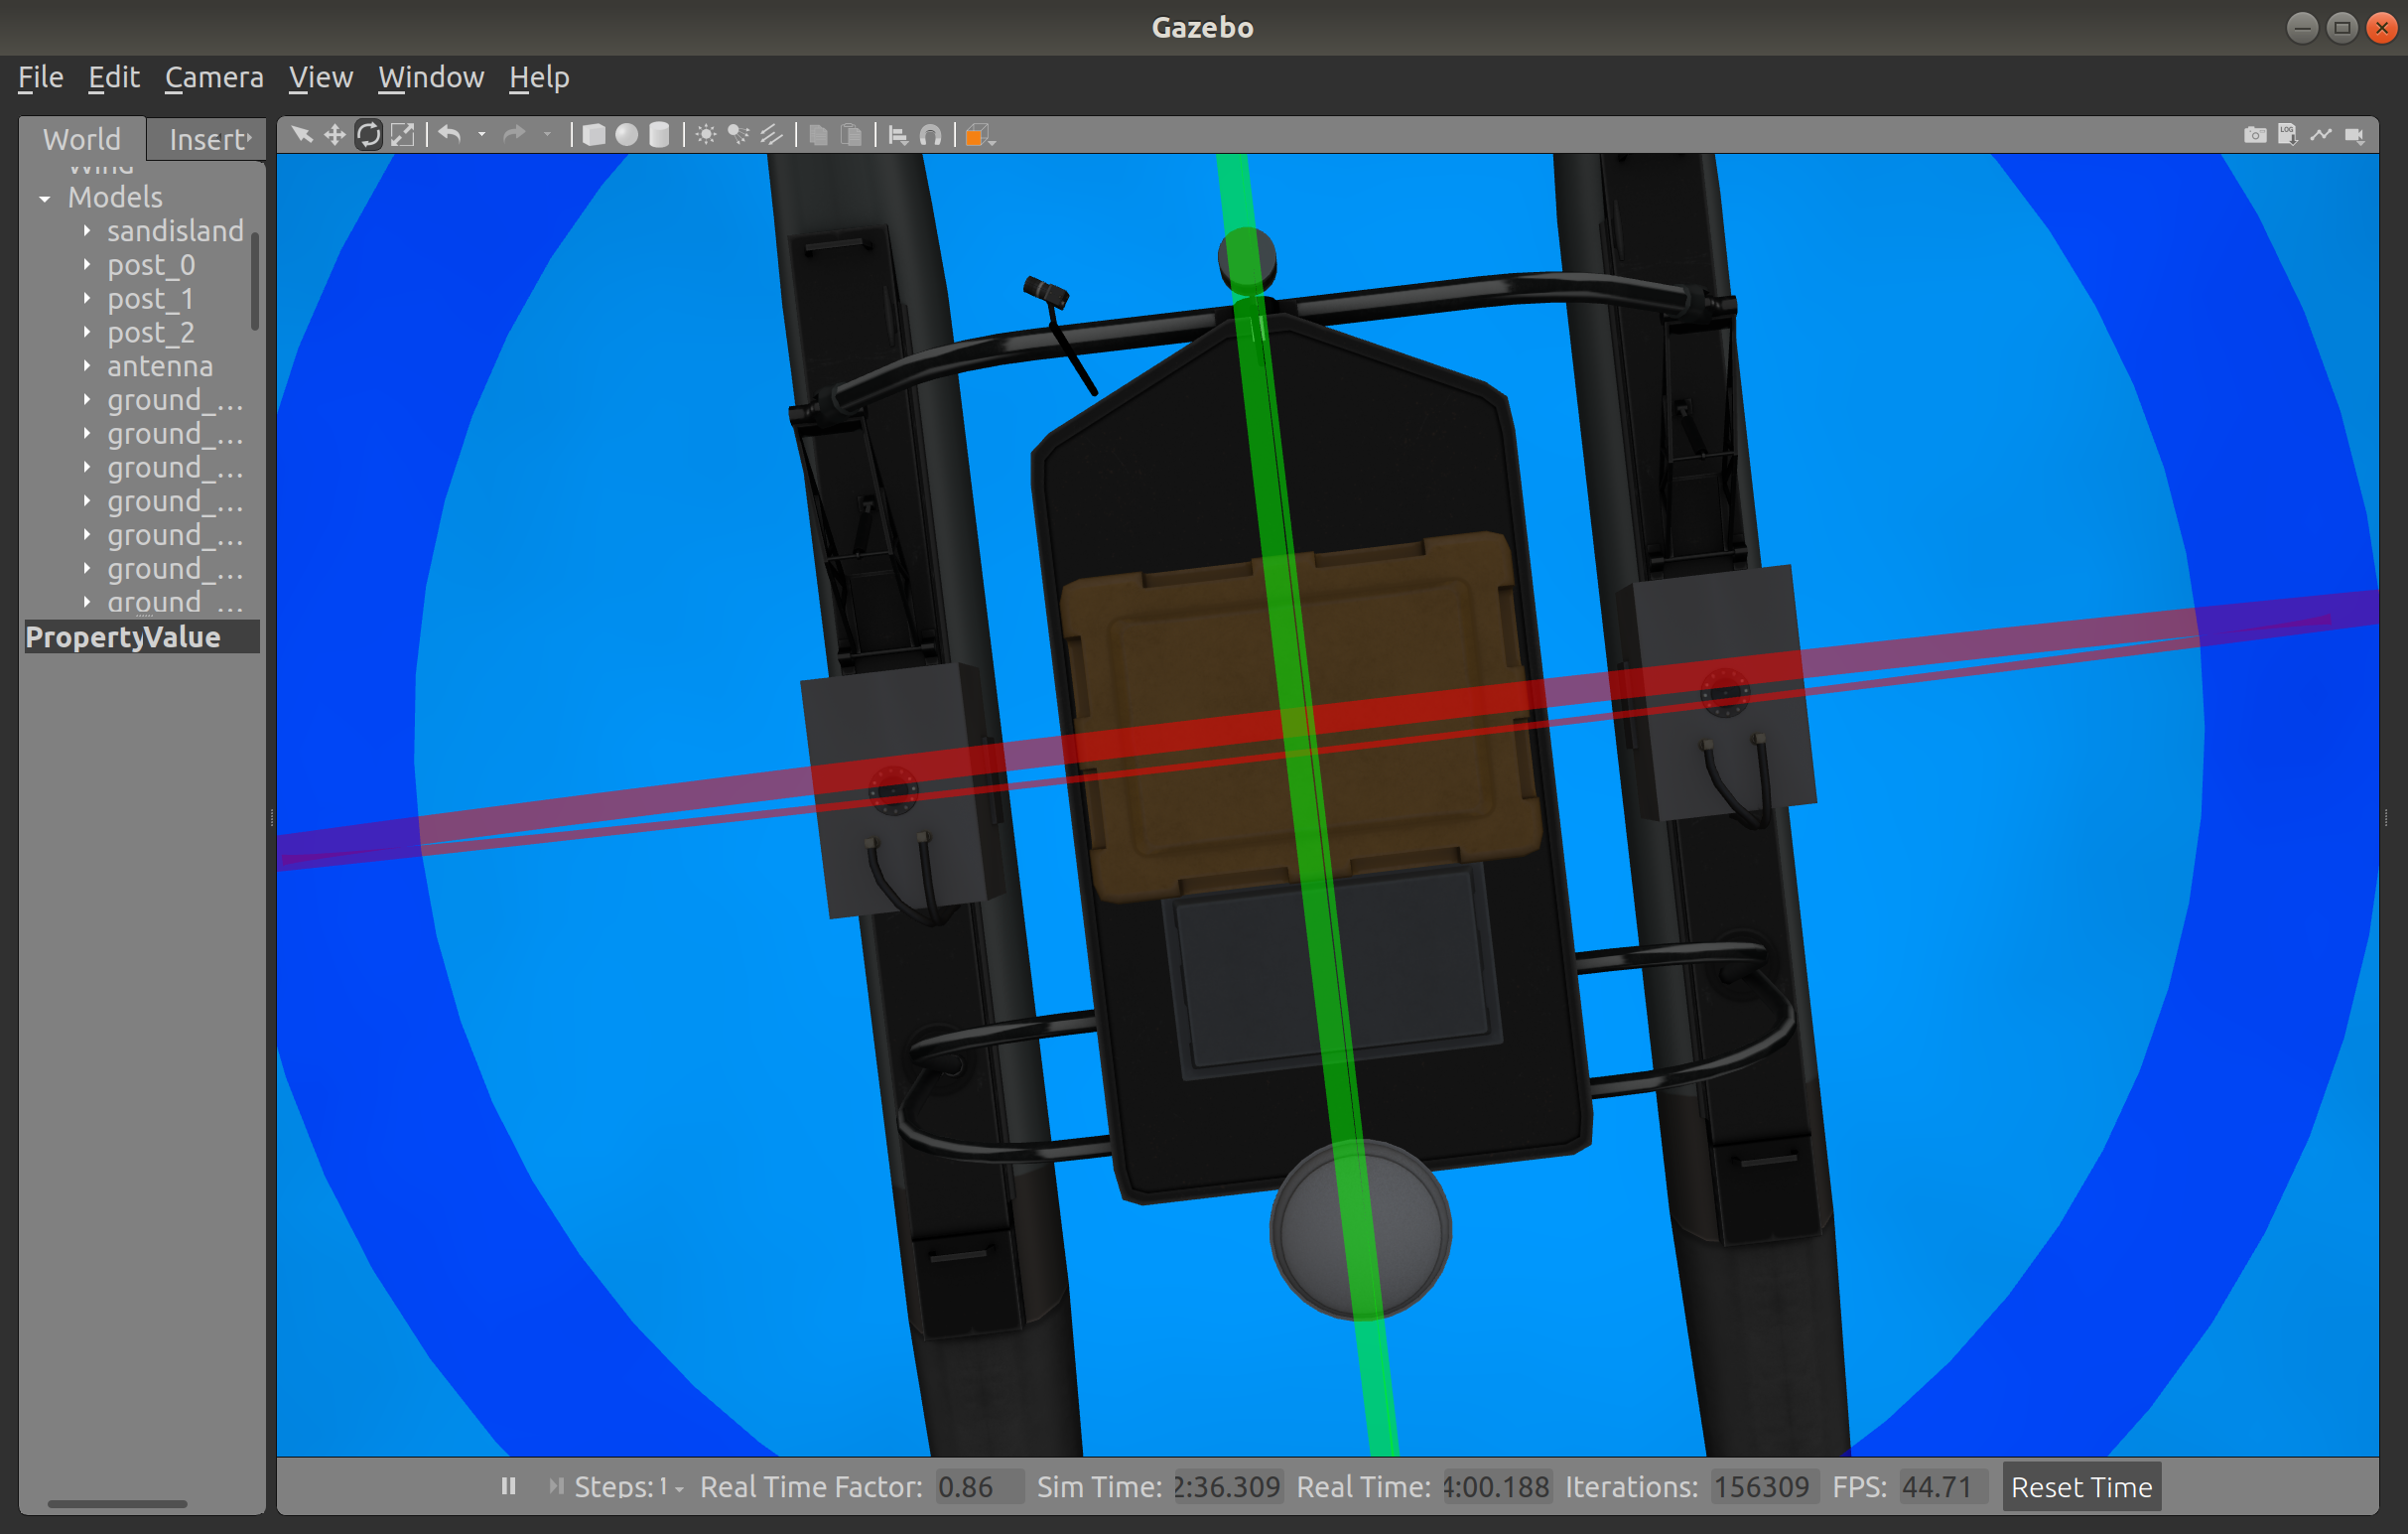 Gazebo
File Edit Camera View Window Help
World Insert
Wind
Models
sandisland
post_0
post_1
post_2
antenna
ground_...
ground_...
ground_...
ground_...
ground_...
ground_...
ground_...
Property Value
Steps: 1 Real Time Factor: 0.86 Sim Time: 2:36.309 Real Time: 4:00.188 Iterations: 156309 FPS: 44.71 Reset Time